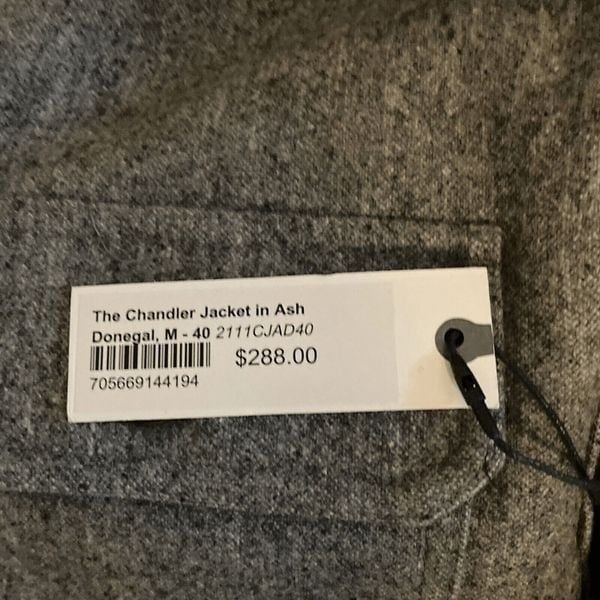 The Chandler Jacket in Ash
Donegal, M - 40 2111CJAD40
$288.00
705669144194